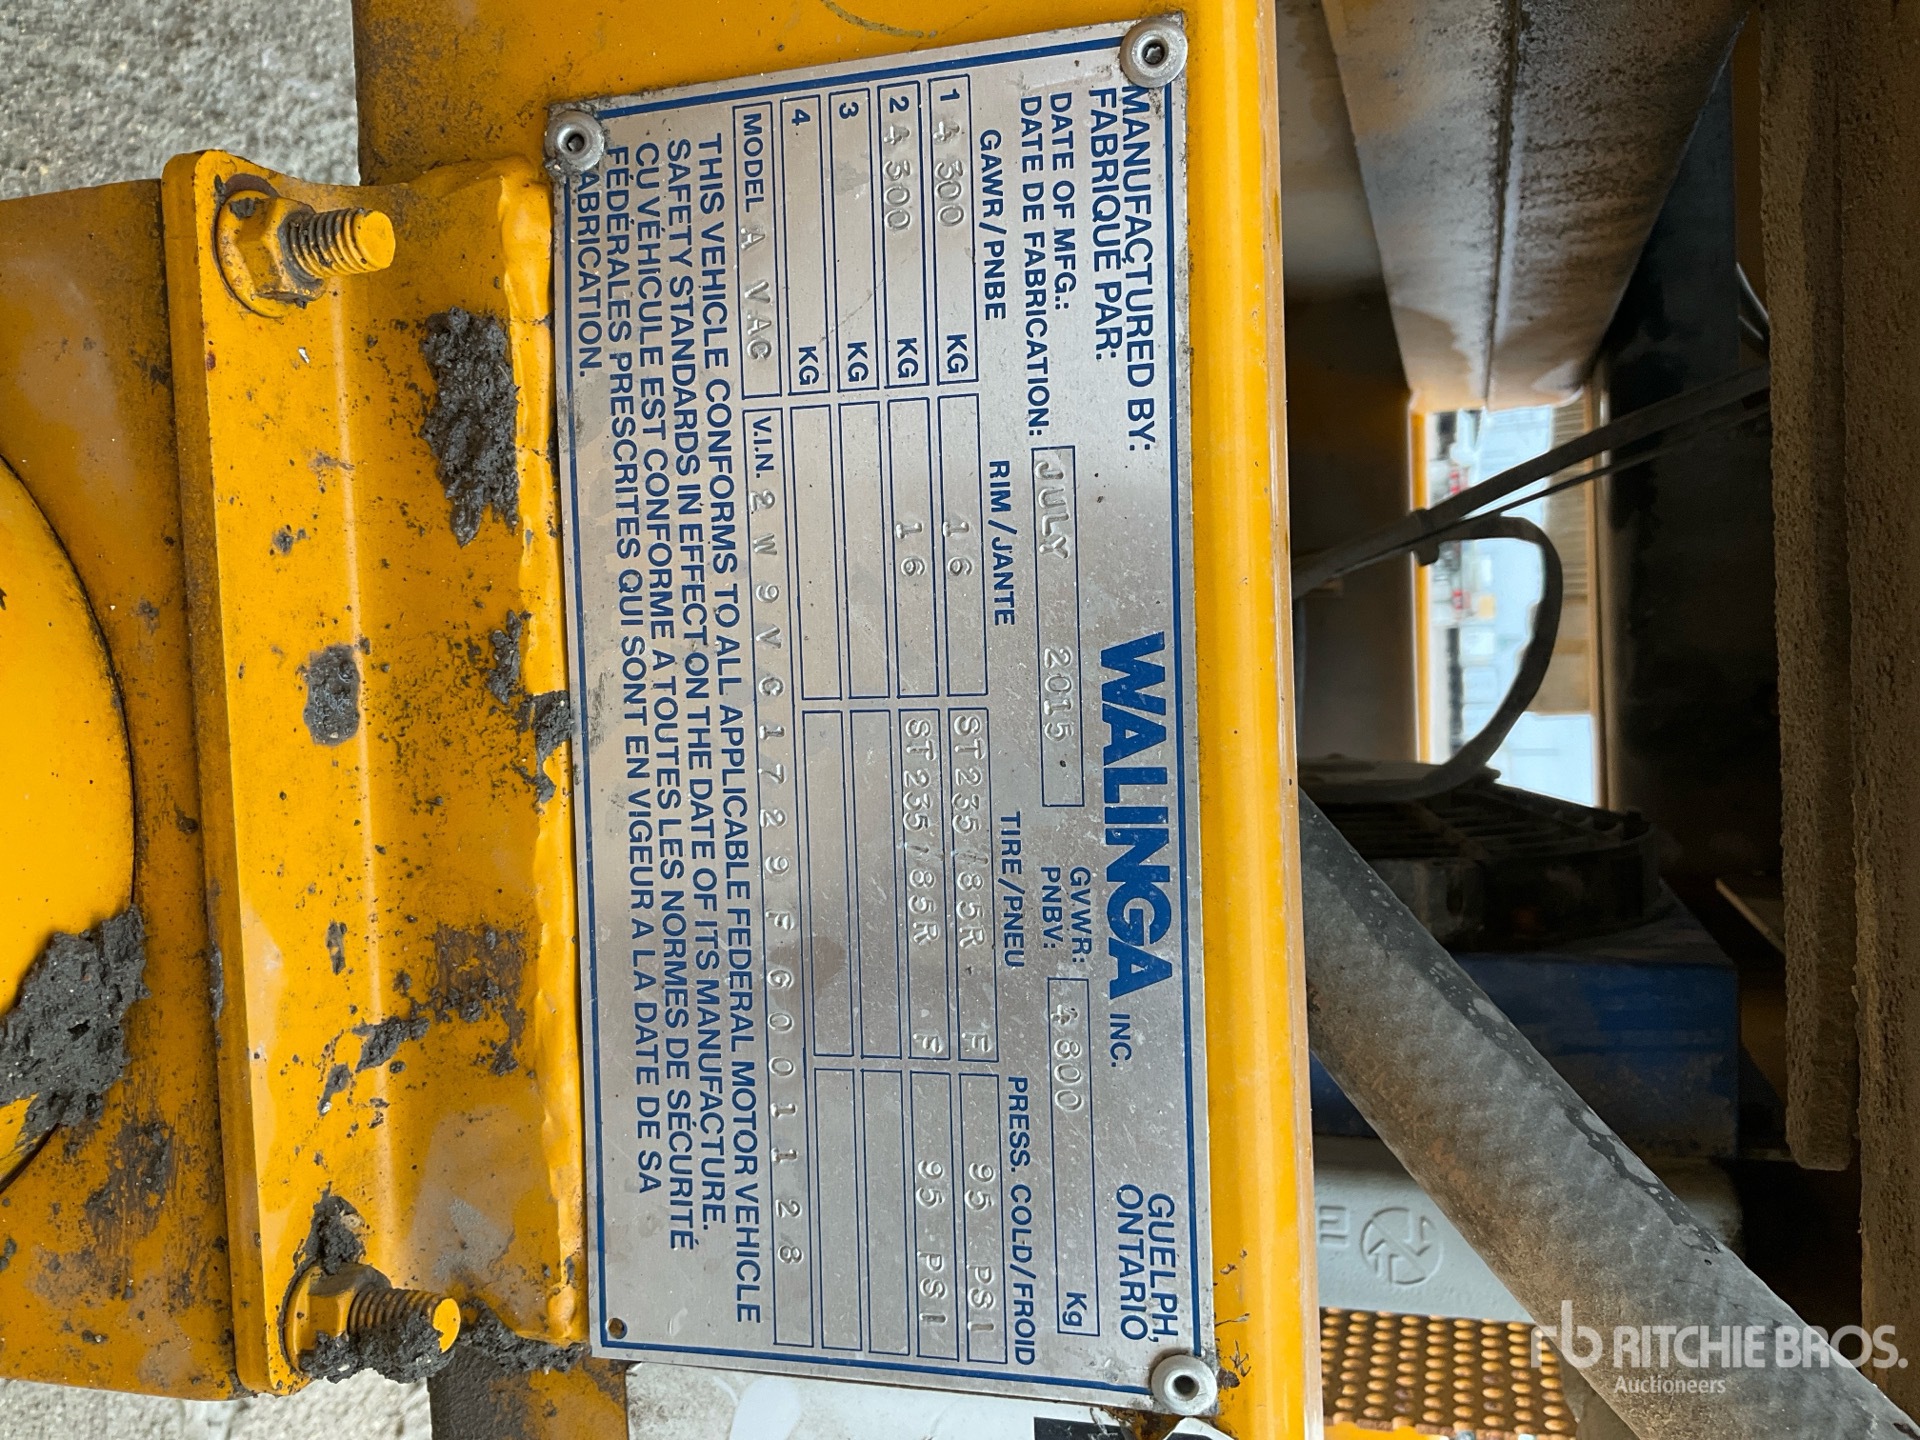 MANUFACTURED BY:
FABRIQUÉ PAR:
WALINGA INC.
GUELPH,
ONTARIO
DATE OF MFG.:
DATE DE FABRICATION: JULY 2015
GVWR:
PNBV: 4800 Kg
GAWR/PNBE RIM/JANTE TIRE/PNEU PRESS. COLD/FROID
1 4300 KG 16 ST235/85R F 95 PSI
2 4300 KG 16 ST235/85R F 95 PSI
3 KG
4 KG
MODEL A VAC V.I.N. 2W9VC1729FG001128
THIS VEHICLE CONFORMS TO ALL APPLICABLE FEDERAL MOTOR VEHICLE
SAFETY STANDARDS IN EFFECT ON THE DATE OF ITS MANUFACTURE.
CU VÉHICULE EST CONFORME A TOUTES LES NORMES DE SÉCURITÉ
FÉDÉRALES PRESCRITES QUI SONT EN VIGEUR A LA DATE DE SA
FABRICATION.
rb RITCHIE BROS.
Auctioneers